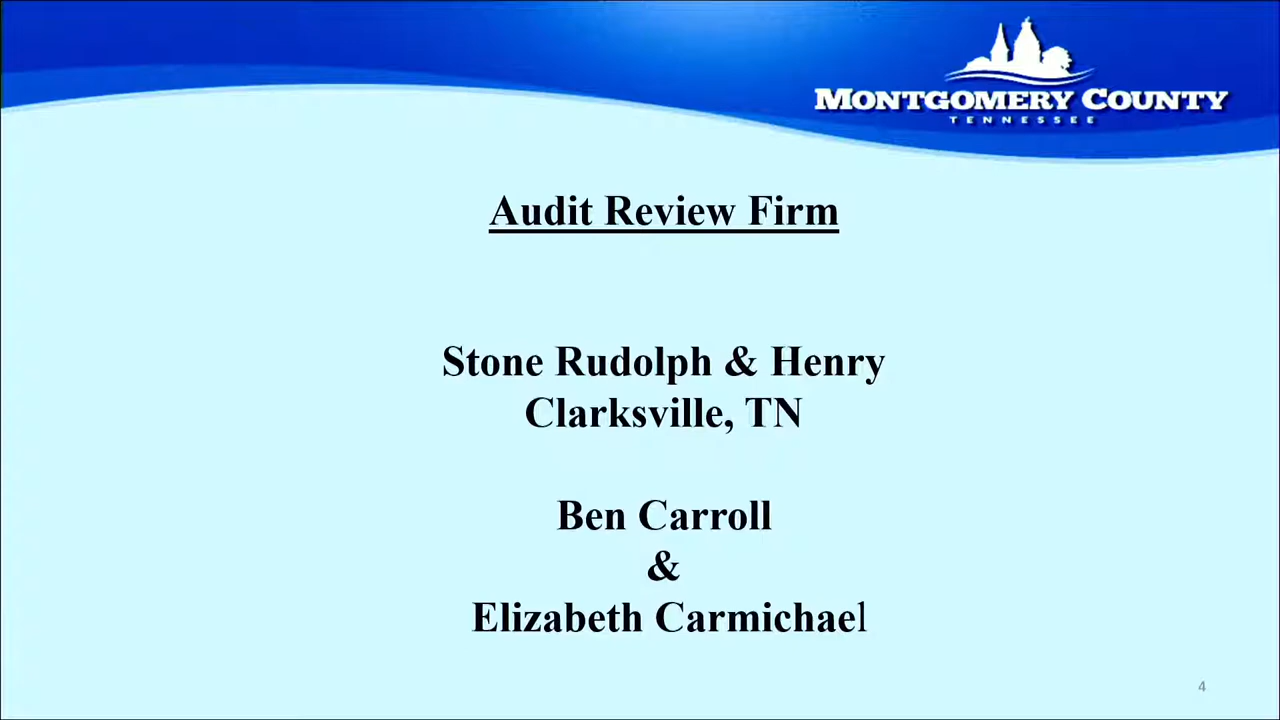 MONTGOMERY COUNTY
TENNESSEE
Audit Review Firm
Stone Rudolph & Henry
Clarksville, TN
Ben Carroll
&
Elizabeth Carmichael
4